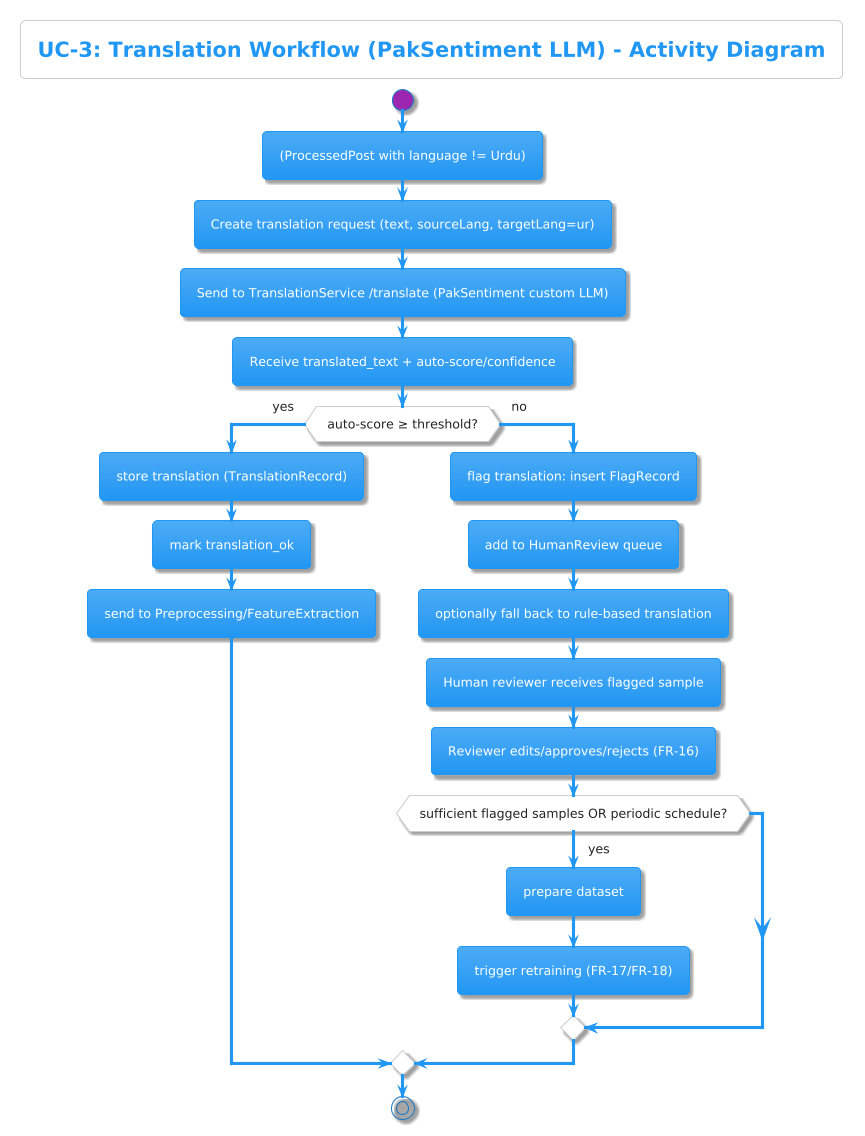 UC-3: Translation Workflow (PakSentiment LLM) - Activity Diagram
(ProcessedPost with language != Urdu)
Create translation request (text, sourceLang, targetLang=ur)
Send to TranslationService /translate (PakSentiment custom LLM)
Receive translated_text + auto-score/confidence
auto-score ≥ threshold?
yes
no
store translation (TranslationRecord)
mark translation_ok
send to Preprocessing/FeatureExtraction
flag translation: insert FlagRecord
add to HumanReview queue
optionally fall back to rule-based translation
Human reviewer receives flagged sample
Reviewer edits/approves/rejects (FR-16)
sufficient flagged samples OR periodic schedule?
yes
prepare dataset
trigger retraining (FR-17/FR-18)